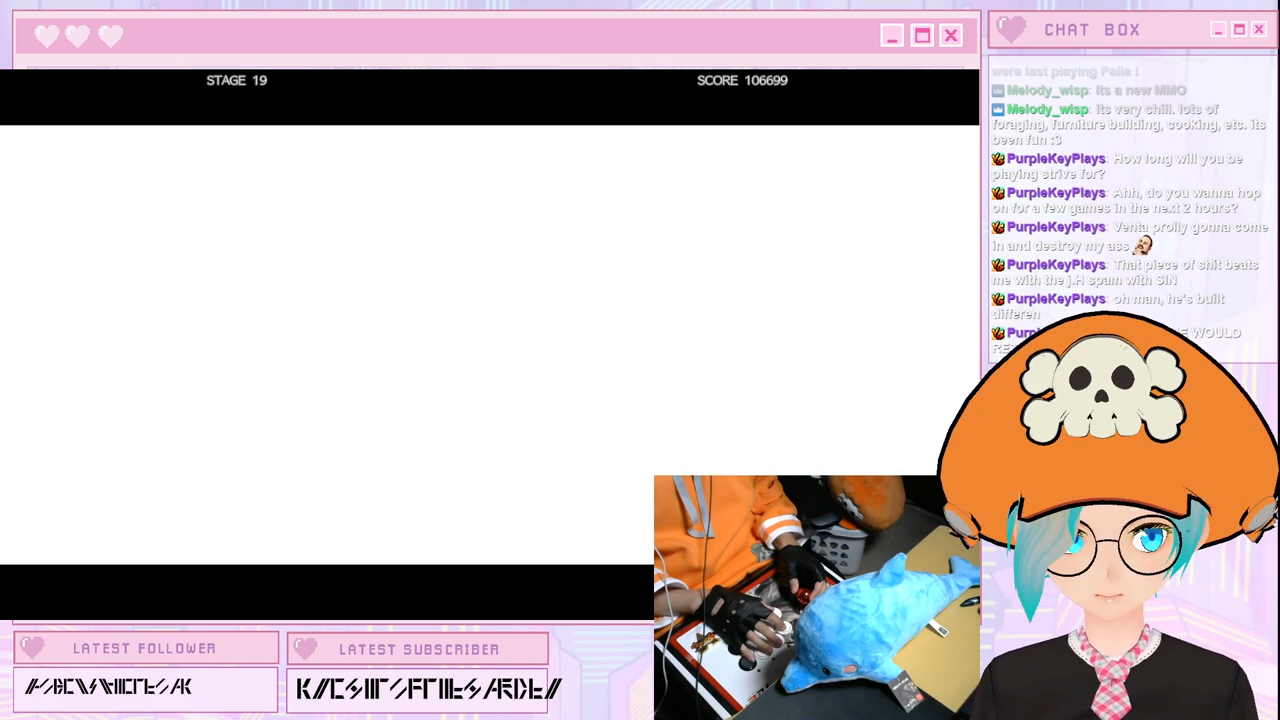 CHAT BOX
STAGE 19
SCORE 106699
were last playing Palia !
Melody_wisp: Its a new MMO
Melody_wisp: its very chill. lots of
foraging, furniture building, cooking, etc. its
been fun :3
PurpleKeyPlays: How long will you be
playing strive for?
PurpleKeyPlays: Ahh, do you wanna hop
on for a few games in the next 2 hours?
PurpleKeyPlays: Venta prolly gonna come
in and destroy my ass
PurpleKeyPlays: That piece of shit beats
me with the j.H spam with SIN
PurpleKeyPlays: oh man, he's built
differen
WOULD
LATEST FOLLOWER
LATEST SUBSCRIBER